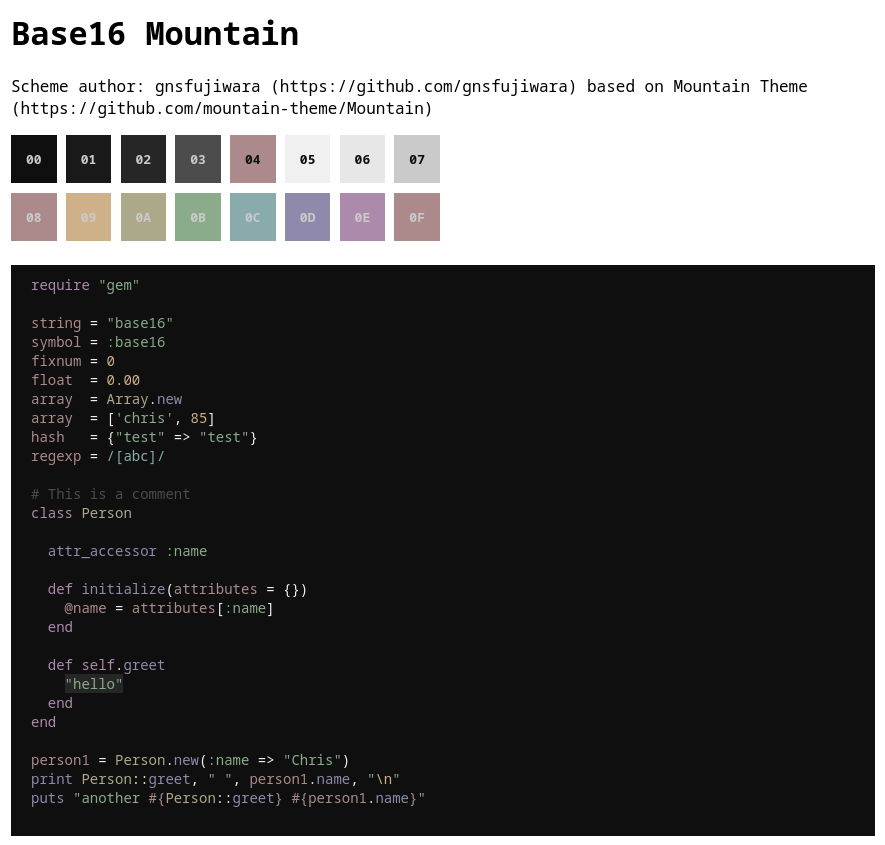 Base16 Mountain
Scheme author: gnsfujiwara (https://github.com/gnsfujiwara) based on Mountain Theme
(https://github.com/mountain-theme/Mountain)
00 01 02 03 04 05 06 07
08 09 0A 0B 0C 0D 0E 0F
require "gem"
string = "base16"
symbol = :base16
fixnum = 0
float  = 0.00
array  = Array.new
array  = ['chris', 85]
hash   = {"test" => "test"}
regexp = /[abc]/
# This is a comment
class Person
  attr_accessor :name
  def initialize(attributes = {})
    @name = attributes[:name]
  end
  def self.greet
    "hello"
  end
end
person1 = Person.new(:name => "Chris")
print Person::greet, " ", person1.name, "\n"
puts "another #{Person::greet} #{person1.name}"